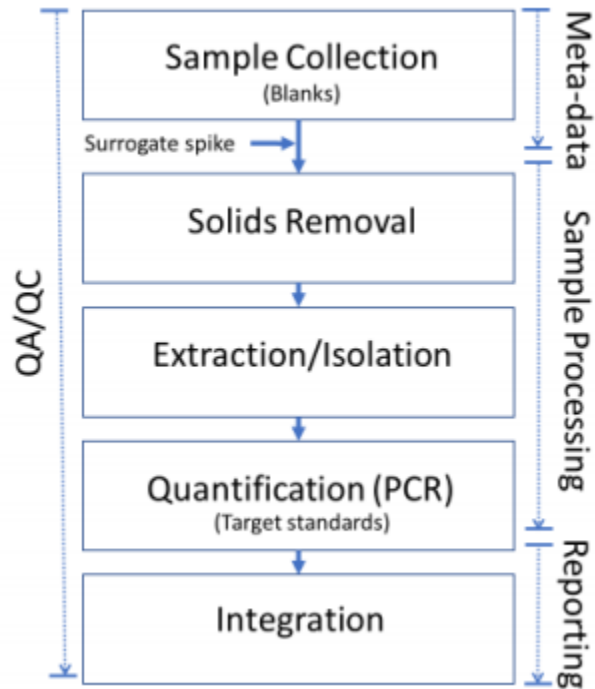 Sample Collection
(Blanks)
Surrogate spike
Solids Removal
Extraction/Isolation
Quantification (PCR)
(Target standards)
Integration
QA/QC
Meta-data
Sample Processing
Reporting